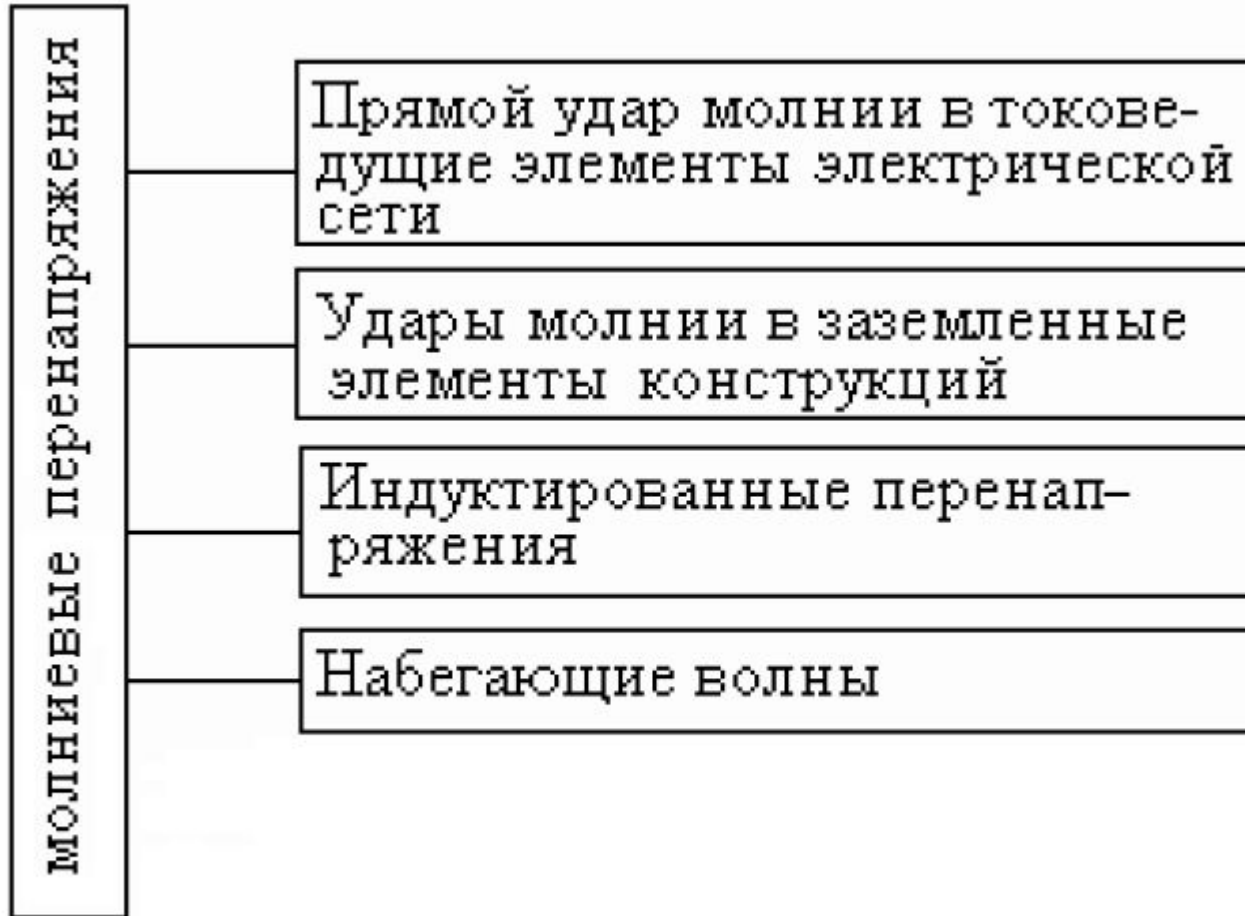 молниевые перенапряжения
Прямой удар молнии в токове-
дущие элементы электрической
сети
Удары молнии в заземленные
элементы конструкций
Индуктированные перенап-
ряжения
Набегающие волны